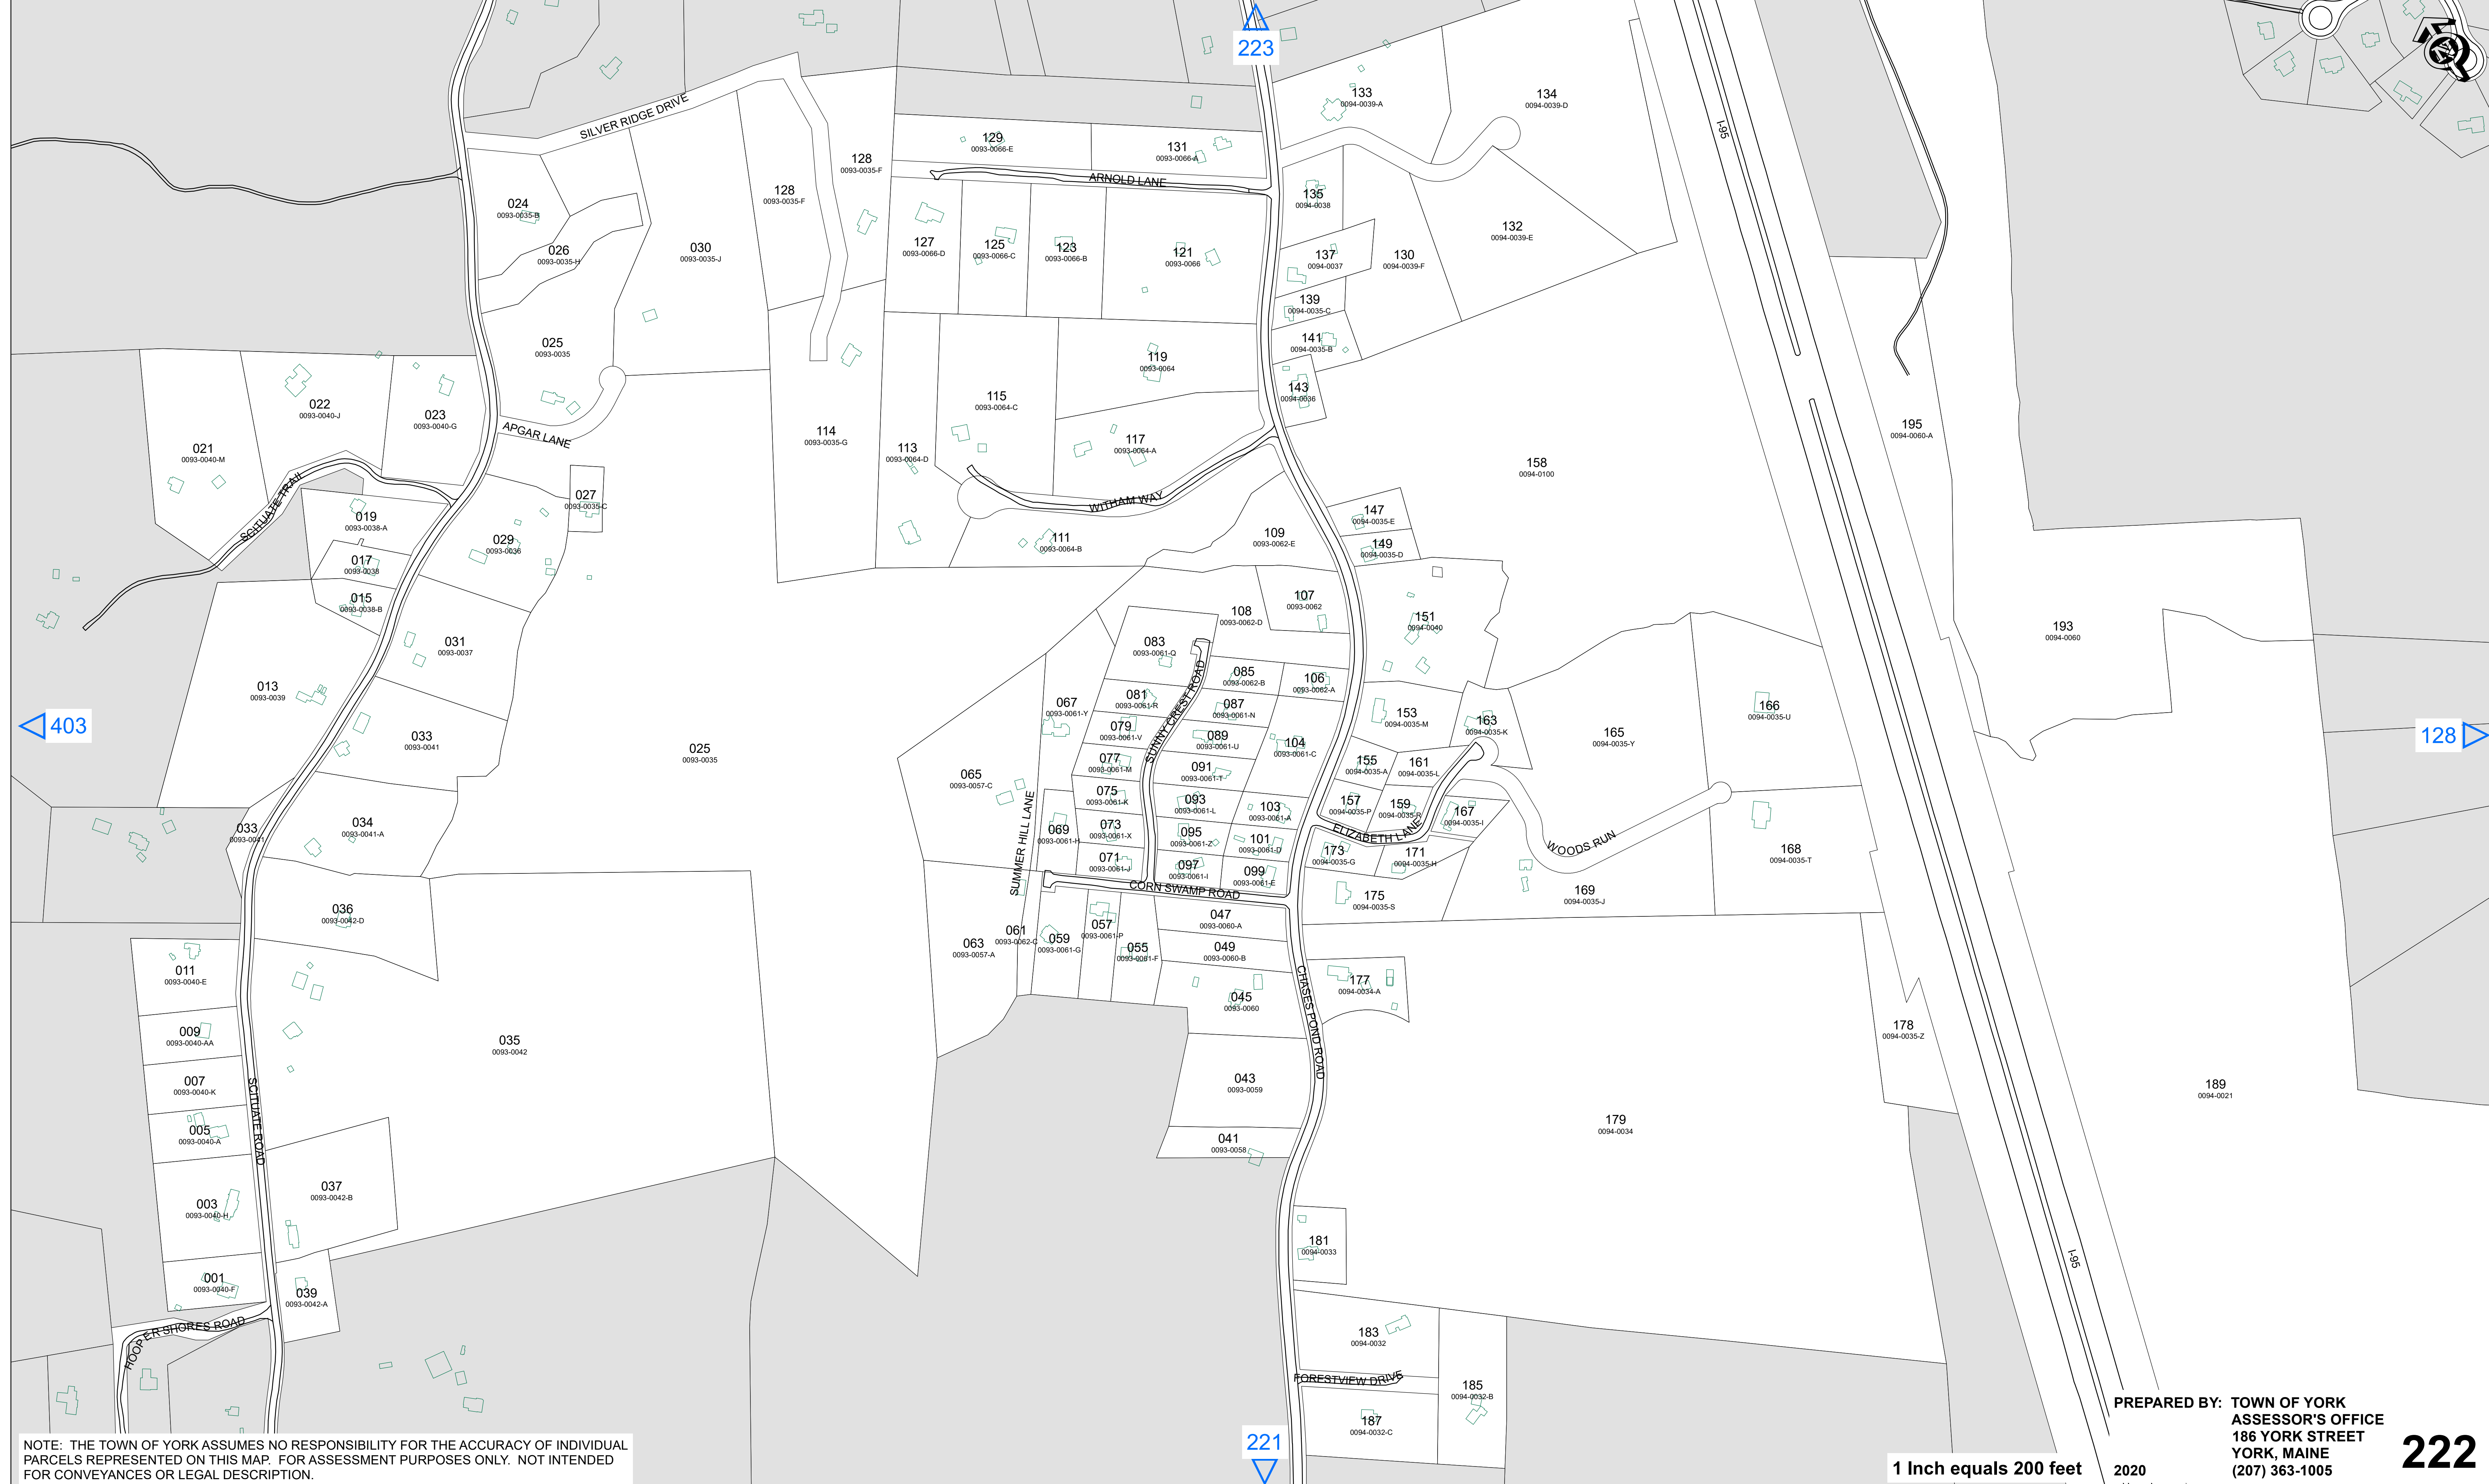 223
133
0094-0039-A
134
0094-0039-D
I-95
SILVER RIDGE DRIVE
129
0093-0066-E
131
0093-0066-A
128
0093-0035-F
128
0093-0035-F
ARNOLD LANE
135
0094-0038
024
0093-0035-B
026
0093-0035-H
030
0093-0035-J
127
0093-0066-D
125
0093-0066-C
123
0093-0066-B
121
0093-0066
137
0094-0037
130
0094-0039-F
132
0094-0039-E
139
0094-0035-C
141
0094-0035-B
025
0093-0035
119
0093-0064
143
0094-0036
115
0093-0064-C
022
0093-0040-J
023
0093-0040-G
APGAR LANE
021
0093-0040-M
114
0093-0035-G
113
0093-0064-D
117
0093-0064-A
195
0094-0060-A
158
0094-0100
SCITUATE TRAIL
027
0093-0035-C
WITHAM WAY
019
0093-0038-A
029
0093-0036
147
0094-0035-E
149
0094-0035-D
111
0093-0064-B
109
0093-0062-E
017
0093-0038
015
0093-0038-B
107
0093-0062
108
0093-0062-D
151
0094-0040
193
0094-0060
031
0093-0037
083
0093-0061-Q
085
0093-0062-B
106
0093-0062-A
013
0093-0039
067
0093-0061-Y
081
0093-0061-R
087
0093-0061-N
153
0094-0035-M
163
0094-0035-K
166
0094-0035-U
SUNNY CREST ROAD
403
033
0093-0041
025
0093-0035
079
0093-0061-V
089
0093-0061-U
104
0093-0061-C
165
0094-0035-Y
128
065
0093-0057-C
077
0093-0061-M
091
0093-0061-T
155
0094-0035-A
161
0094-0035-L
075
0093-0061-K
093
0093-0061-L
103
0093-0061-A
157
0094-0035-P
159
0094-0035-R
167
0094-0035-I
033
0093-0041
034
0093-0041-A
SUMMER HILL LANE
069
0093-0061-H
073
0093-0061-X
095
0093-0061-Z
101
0093-0061-D
ELIZABETH LANE
WOODS RUN
071
0093-0061-J
097
0093-0061-I
099
0093-0061-E
173
0094-0035-G
171
0094-0035-H
168
0094-0035-T
CORN SWAMP ROAD
175
0094-0035-S
169
0094-0035-J
036
0093-0042-D
047
0093-0060-A
063
0093-0057-A
061
0093-0062-C
059
0093-0061-G
057
0093-0061-P
055
0093-0061-F
049
0093-0060-B
011
0093-0040-E
045
0093-0060
CHASES POND ROAD
177
0094-0034-A
009
0093-0040-AA
035
0093-0042
178
0094-0035-Z
007
0093-0040-K
SCITUATE ROAD
043
0093-0059
189
0094-0021
005
0093-0040-A
041
0093-0058
179
0094-0034
003
0093-0040-H
037
0093-0042-B
181
0094-0033
I-95
001
0093-0040-F
039
0093-0042-A
HOOPER SHORES ROAD
183
0094-0032
FORESTVIEW DRIVE
185
0094-0032-B
187
0094-0032-C
221
NOTE: THE TOWN OF YORK ASSUMES NO RESPONSIBILITY FOR THE ACCURACY OF INDIVIDUAL
PARCELS REPRESENTED ON THIS MAP. FOR ASSESSMENT PURPOSES ONLY. NOT INTENDED
FOR CONVEYANCES OR LEGAL DESCRIPTION.
1 Inch equals 200 feet
PREPARED BY: TOWN OF YORK
ASSESSOR'S OFFICE
186 YORK STREET
YORK, MAINE
2020 (207) 363-1005
222